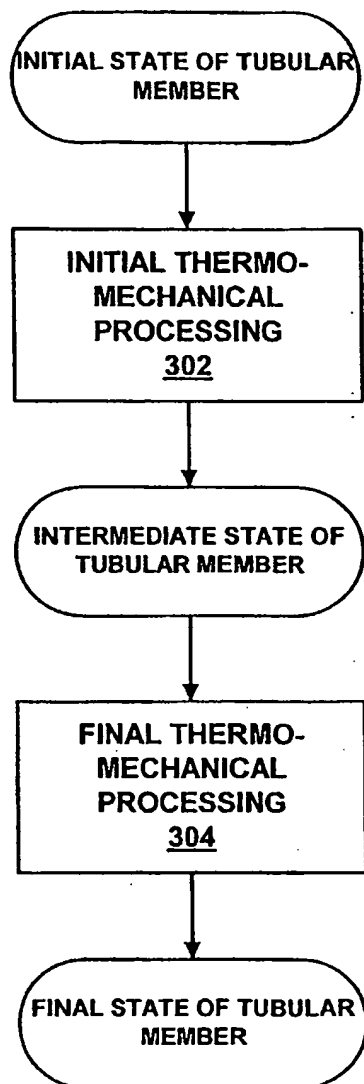 INITIAL STATE OF TUBULAR
MEMBER
INITIAL THERMO-
MECHANICAL
PROCESSING
302
INTERMEDIATE STATE OF
TUBULAR MEMBER
FINAL THERMO-
MECHANICAL
PROCESSING
304
FINAL STATE OF TUBULAR
MEMBER